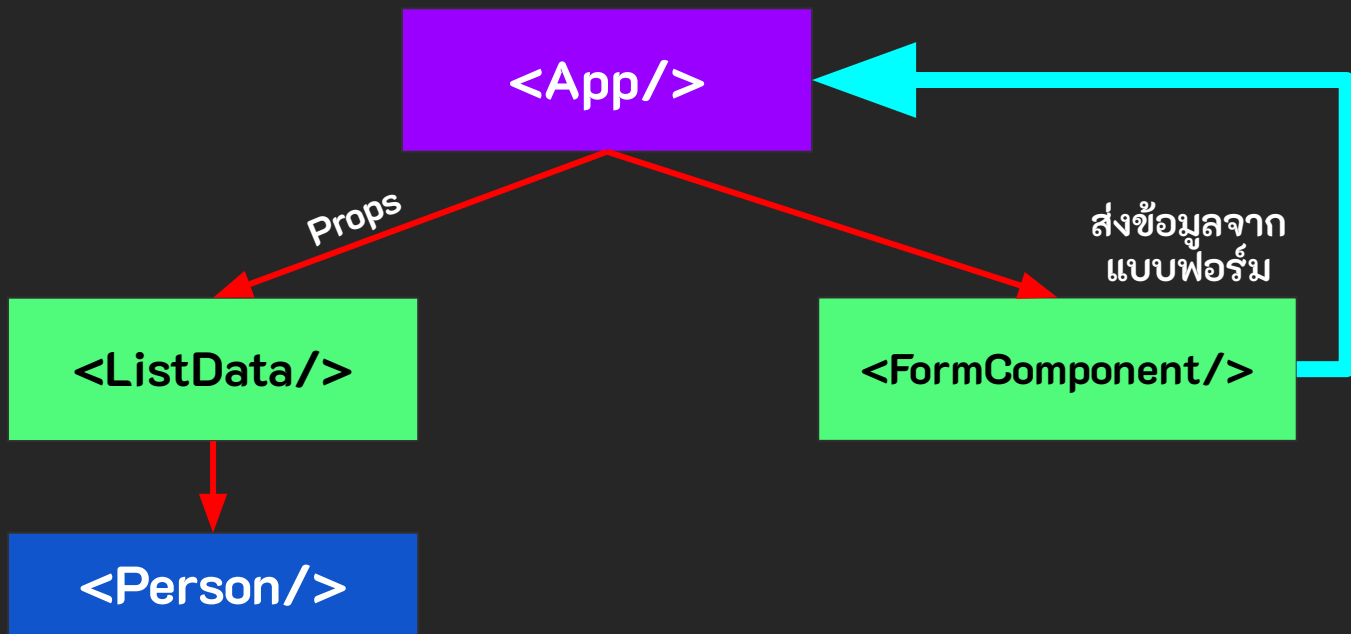 <App/>
Props
ส่งข้อมูลจาก
แบบฟอร์ม
<ListData/>
<FormComponent/>
<Person/>